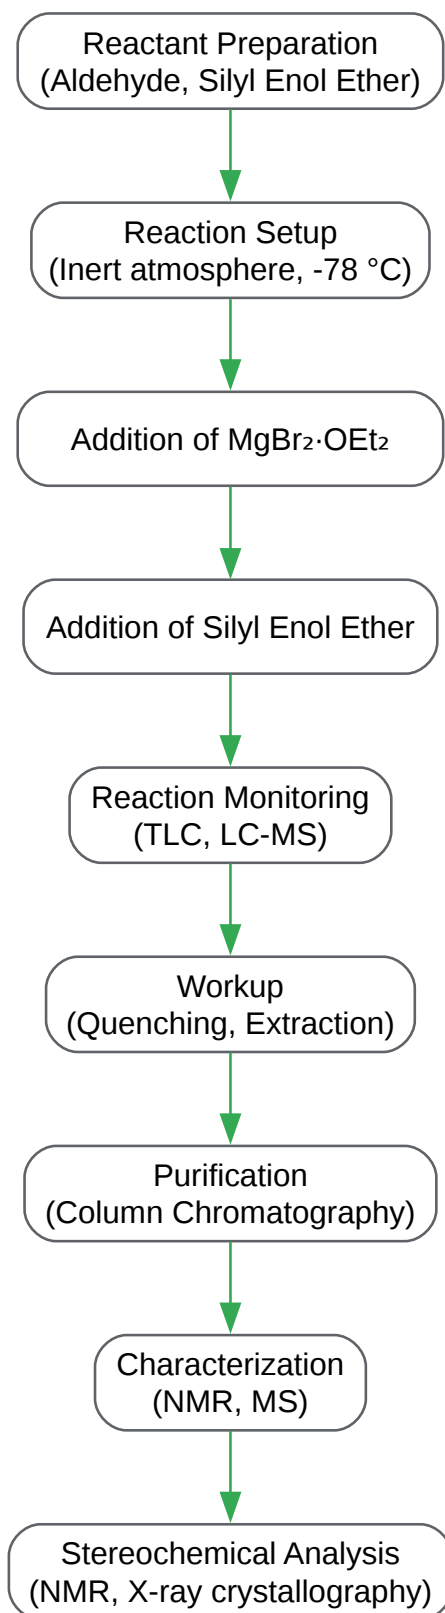 Reactant Preparation
(Aldehyde, Silyl Enol Ether)
Reaction Setup
(Inert atmosphere, -78 °C)
Addition of MgBr₂·OEt₂
Addition of Silyl Enol Ether
Reaction Monitoring
(TLC, LC-MS)
Workup
(Quenching, Extraction)
Purification
(Column Chromatography)
Characterization
(NMR, MS)
Stereochemical Analysis
(NMR, X-ray crystallography)